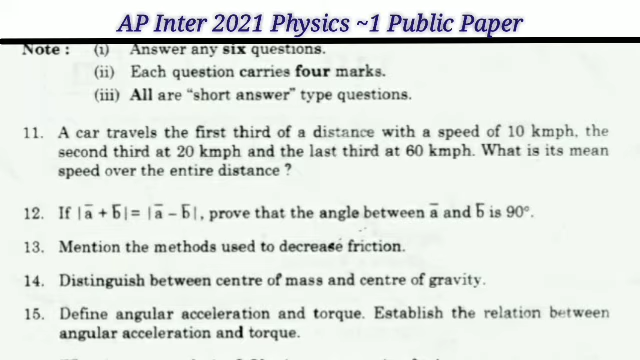 AP Inter 2021 Physics ~1 Public Paper
Note : (i) Answer any six questions.
(ii) Each question carries four marks.
(iii) All are “short answer” type questions.
11. A car travels the first third of a distance with a speed of 10 kmph, the
second third at 20 kmph and the last third at 60 kmph. What is its mean
speed over the entire distance ?
12. If |a̅ + b̅| = |a̅ − b̅|, prove that the angle between a̅ and b̅ is 90°.
13. Mention the methods used to decrease friction.
14. Distinguish between centre of mass and centre of gravity.
15. Define angular acceleration and torque. Establish the relation between
angular acceleration and torque.